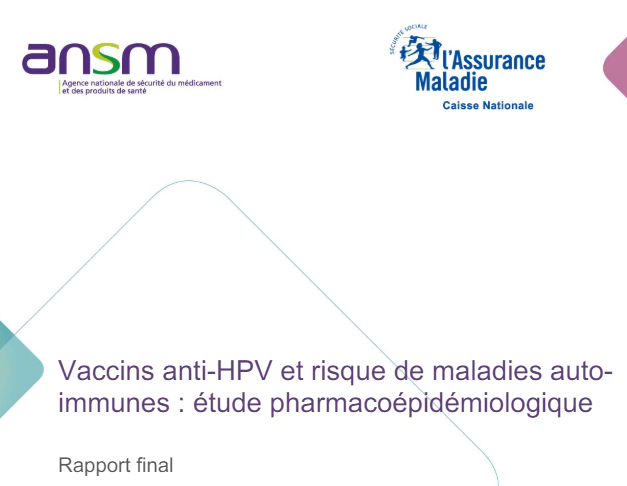 ansm
Agence nationale de sécurité du médicament
et des produits de santé
SÉCURITÉ SOCIALE
l'Assurance
Maladie
Caisse Nationale
Vaccins anti-HPV et risque de maladies auto-
immunes : étude pharmacoépidémiologique
Rapport final